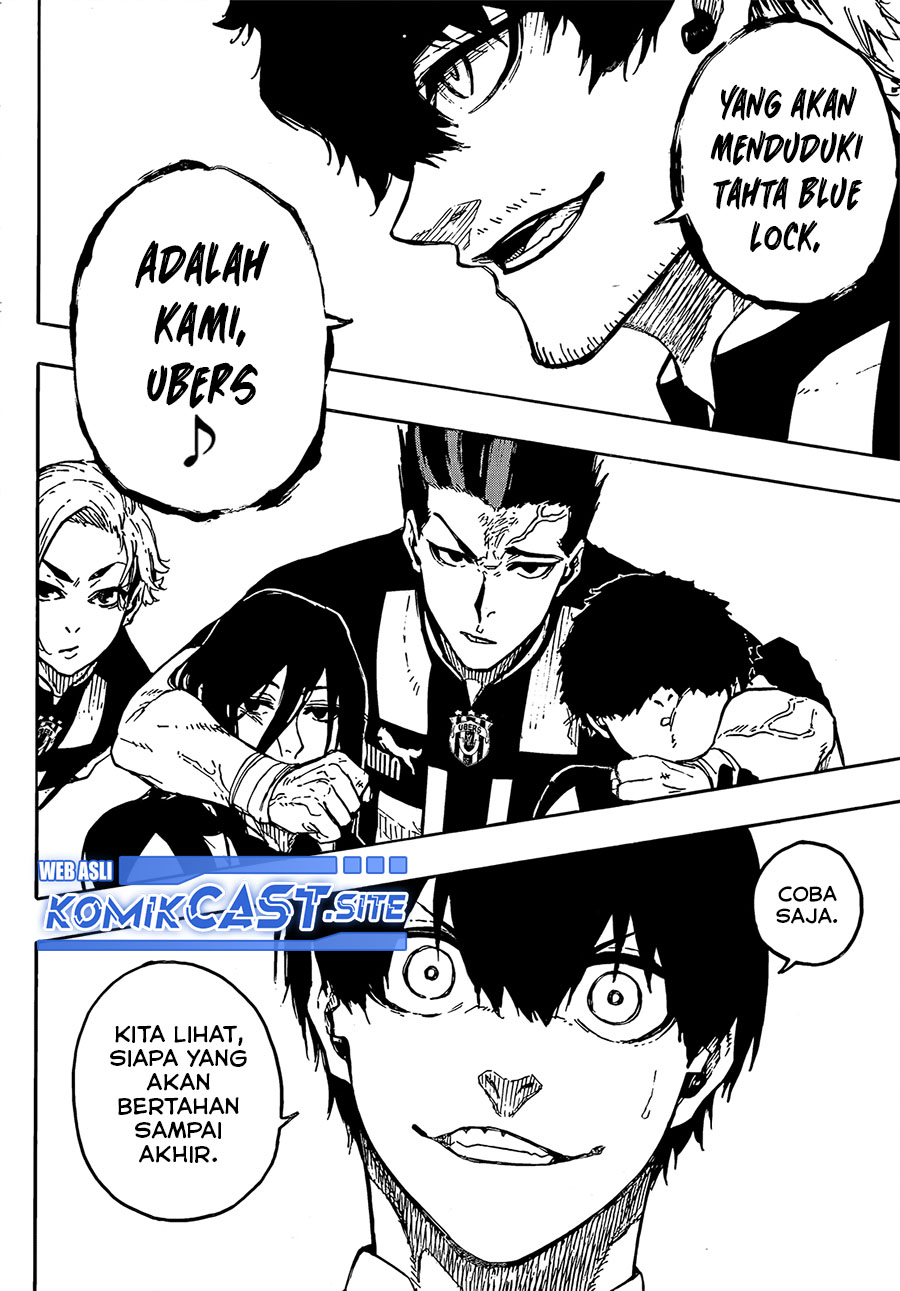 YANG AKAN
MENDUDUKI
TAHTA BLUE
LOCK,
ADALAH
KAMI,
UBERS
♪
UBERS
COBA
SAJA.
WEB ASLI
KOMIKCAST.SITE
KITA LIHAT,
SIAPA YANG
AKAN
BERTAHAN
SAMPAI
AKHIR.